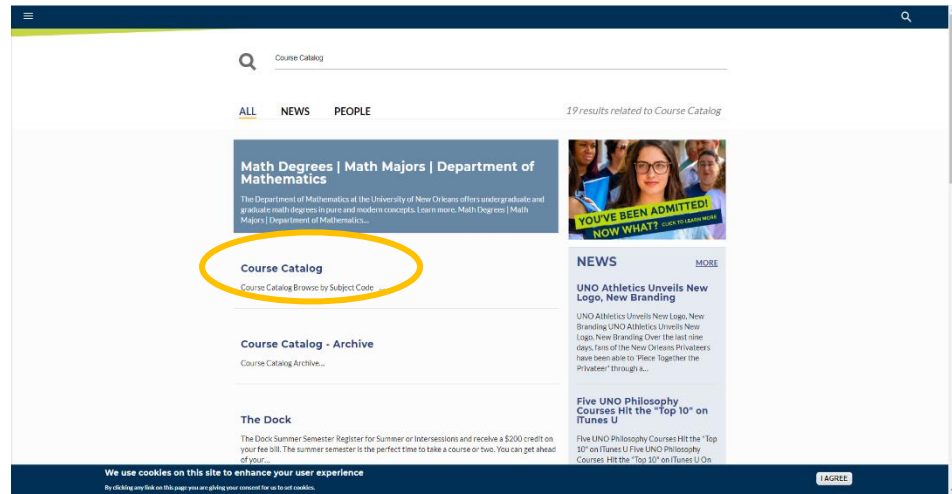 Course Catalog
ALL NEWS PEOPLE
19 results related to Course Catalog
Math Degrees | Math Majors | Department of
Mathematics
The Department of Mathematics at the University of New Orleans offers undergraduate and
graduate math degrees in pure and modern concepts. Learn more. Math Degrees | Math
Majors | Department of Mathematics...
Course Catalog
Course Catalog Browse by Subject Code ...
Course Catalog - Archive
Course Catalog Archive...
The Dock
The Dock Summer Semester Register for Summer or intersessions and receive a $200 credit on
your fee bill. The summer semester is the perfect time to take a course or two. You can get ahead
of your...
YOU'VE BEEN ADMITTED!
NOW WHAT? CLICK TO LEARN MORE
NEWS MORE
UNO Athletics Unveils New
Logo, New Branding
UNO Athletics Unveils New Logo, New
Branding UNO Athletics Unveils New
Logo, New Branding Over the last nine
days, fans of the New Orleans Privateers
have been able to 'Piece Together the
Privateer' through a...
Five UNO Philosophy
Courses Hit the "Top 10" on
iTunes U
Five UNO Philosophy Courses Hit the "Top
10" on iTunes U Five UNO Philosophy
Courses Hit the "Top 10" on iTunes U On
We use cookies on this site to enhance your user experience
By clicking any link on this page you are giving your consent for us to set cookies.
I AGREE